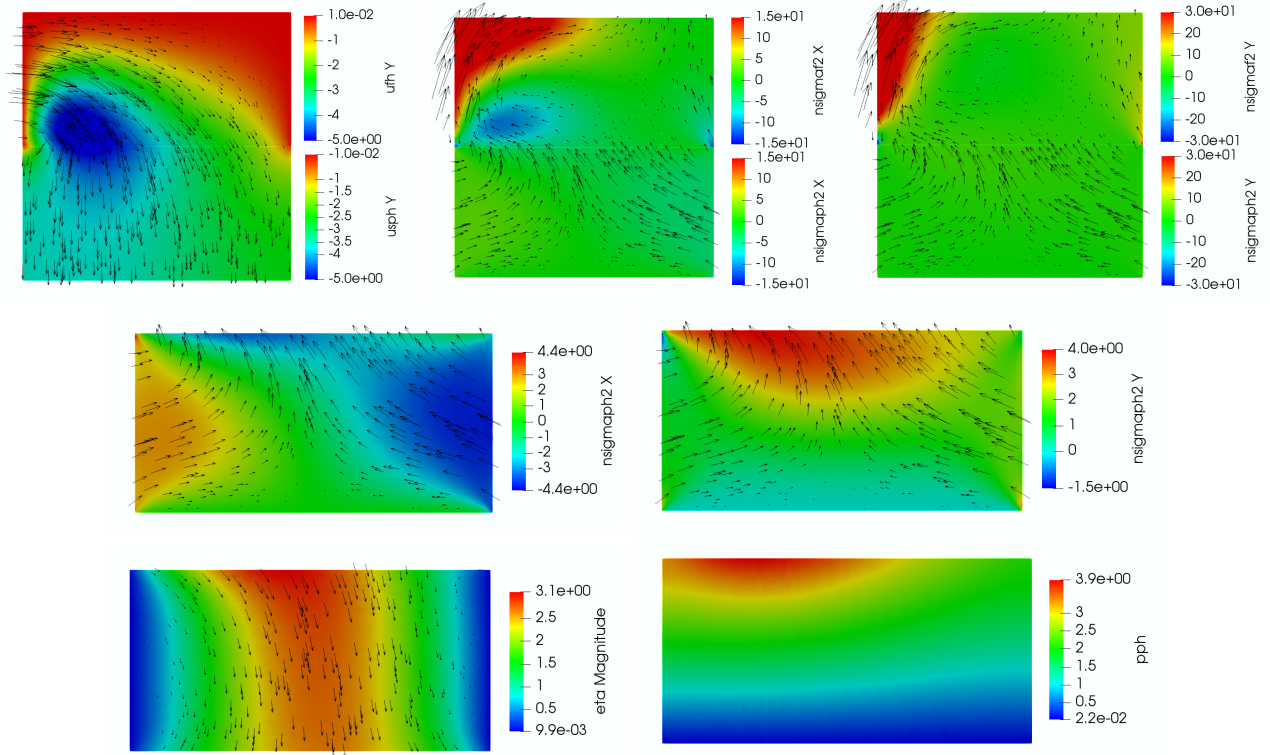 1.0e-02
-1
-2
-3
-4
-5.0e+00
ufh Y
-1.0e-02
-1
-1.5
-2
-2.5
-3
-3.5
-4
-5.0e+00
usph Y
1.5e+01
10
5
0
-5
-10
-1.5e+01
nsigmaf2 X
1.5e+01
10
5
0
-5
-10
-1.5e+01
nsigmaph2 X
3.0e+01
20
10
0
-10
-20
-3.0e+01
nsigmaf2 Y
3.0e+01
20
10
0
-10
-20
-3.0e+01
nsigmaph2 Y
4.4e+00
3
2
1
0
-1
-2
-3
-4.4e+00
nsigmaph2 X
4.0e+00
3
2
1
0
-1.5e+00
nsigmaph2 Y
3.1e+00
2.5
2
1.5
1
0.5
9.9e-03
eta Magnitude
3.9e+00
3
2.5
2
1.5
1
0.5
2.2e-02
pph